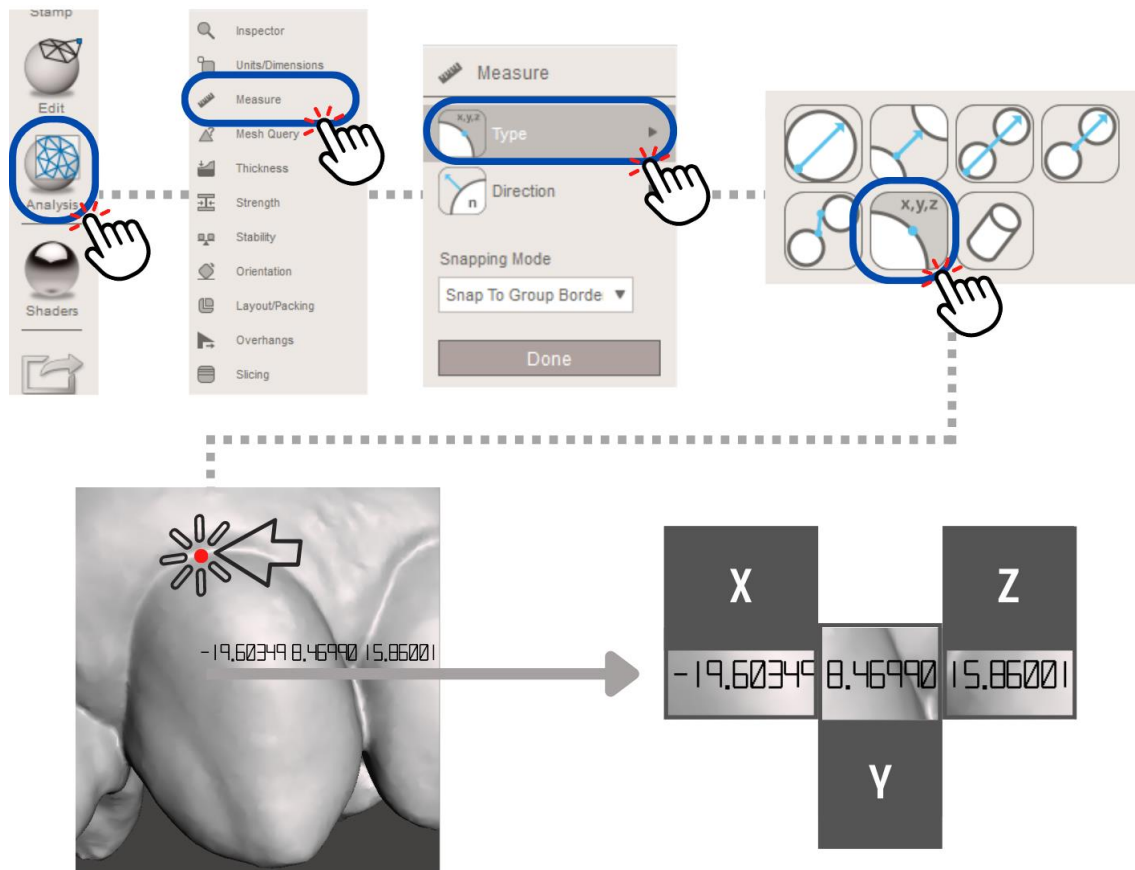 Stamp
Edit
Analysis
Shaders
Inspector
Units/Dimensions
Measure
Mesh Query
Thickness
Strength
Stability
Orientation
Layout/Packing
Overhangs
Slicing
Measure
x,y,z
Type
n
Direction
Snapping Mode
Snap To Group Borde
Done
x,y,z
-19.60349 8.46990 15.86001
X
Z
-19.60349 8.46990 15.86001
Y